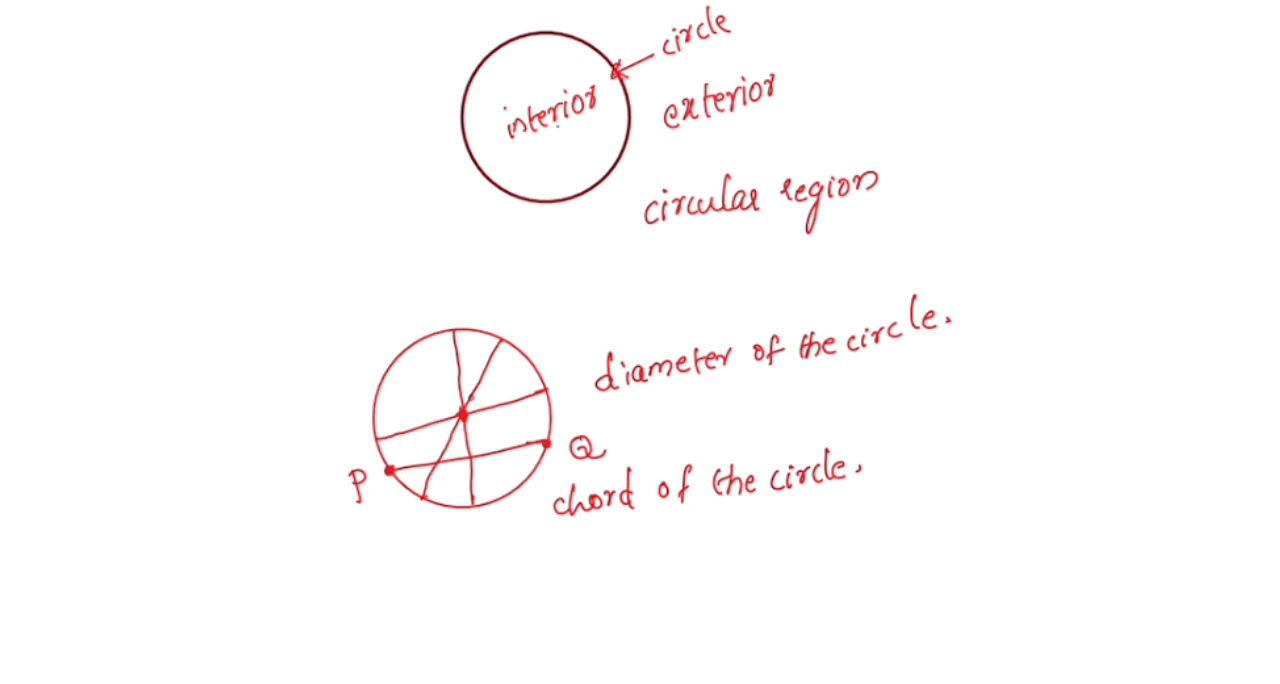 circle
interior
exterior
circular region
diameter of the circle.
P
Q
chord of the circle.